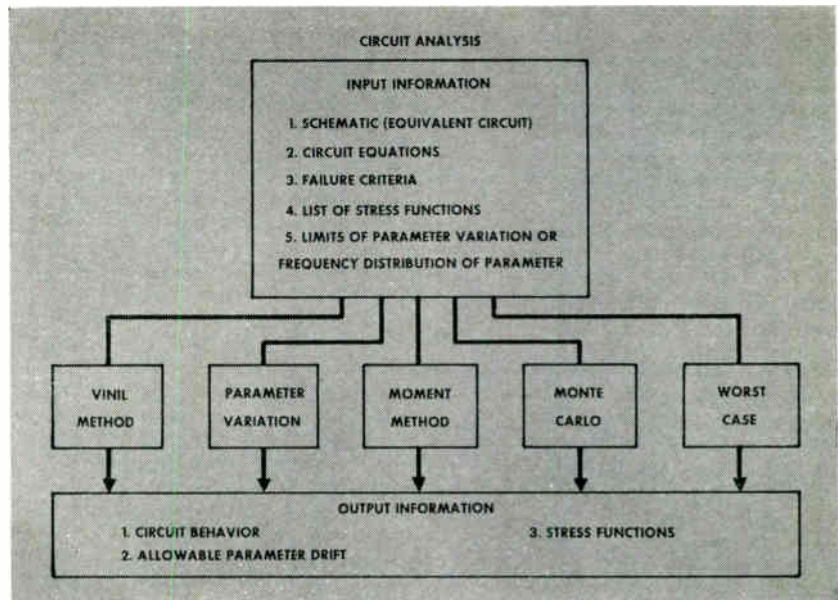 CIRCUIT ANALYSIS
INPUT INFORMATION
1. SCHEMATIC (EQUIVALENT CIRCUIT)
2. CIRCUIT EQUATIONS
3. FAILURE CRITERIA
4. LIST OF STRESS FUNCTIONS
5. LIMITS OF PARAMETER VARIATION OR
FREQUENCY DISTRIBUTION OF PARAMETER
VINIL
METHOD
PARAMETER
VARIATION
MOMENT
METHOD
MONTE
CARLO
WORST
CASE
OUTPUT INFORMATION
1. CIRCUIT BEHAVIOR
2. ALLOWABLE PARAMETER DRIFT
3. STRESS FUNCTIONS